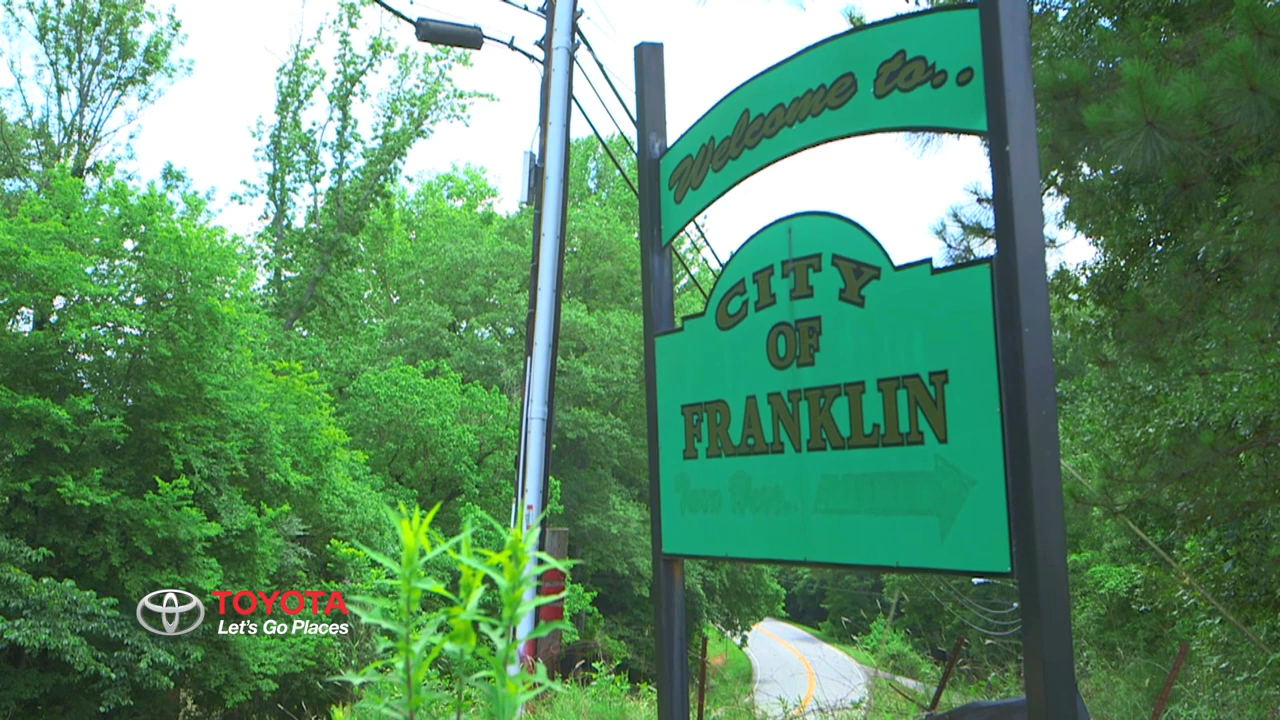 Welcome to..
CITY
OF
FRANKLIN
TOYOTA
Let's Go Places